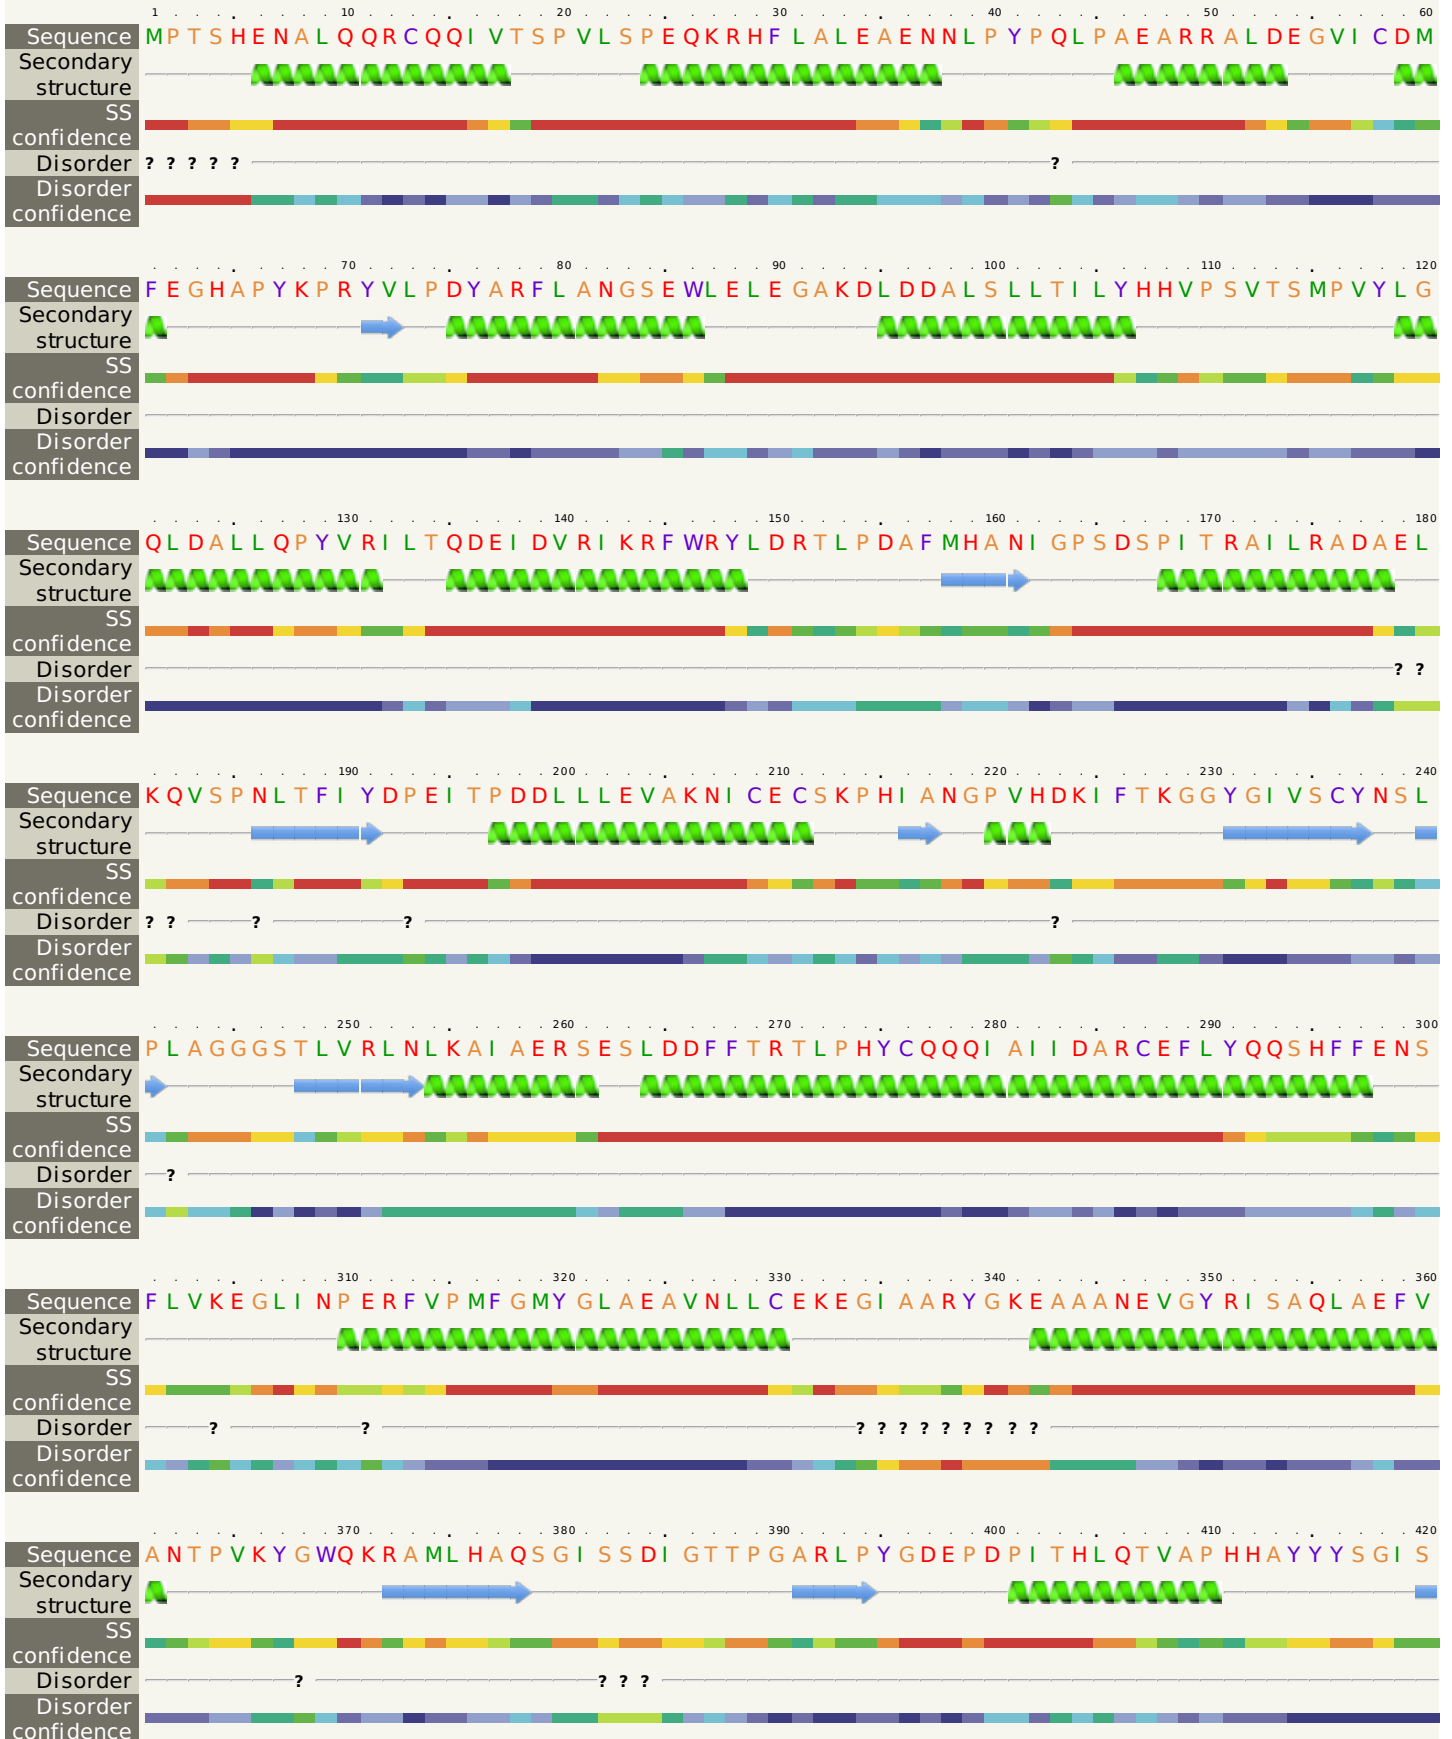 1 10 20 30 40 50 60
Sequence MPTSHENALQQRCQQIVTSPVLSPEQKRHFLALEAENNLPYPQLPAEARRALDEGVICDM
Secondary
structure
SS
confidence
Disorder ? ? ? ? ? ?
Disorder
confidence
70 80 90 100 110 120
Sequence FEGHAPYKPRYVLPDYARFLANGSEWLELEGAKDLDDALSLLTILYHHVPSVTSMPVYLG
Secondary
structure
SS
confidence
Disorder
Disorder
confidence
130 140 150 160 170 180
Sequence QLDALLQPYVRILTQDEIDVRIKRFWRYLDRTLPDAFMHANIGPSDSPITRAILRADAEL
Secondary
structure
SS
confidence
Disorder ? ?
Disorder
confidence
190 200 210 220 230 240
Sequence KQVSPNLTFIYDPEITPDDLLLEVAKNICECSKPHIANGPVHDKIFTKGGYGIVSCYNSL
Secondary
structure
SS
confidence
Disorder ? ? ? ? ?
Disorder
confidence
250 260 270 280 290 300
Sequence PLAGGGSTLVRLNLKAIAERSESLDDFFTRTLPHYCQQQIAIIDARCEFLYQQSHFFENS
Secondary
structure
SS
confidence
Disorder ?
Disorder
confidence
310 320 330 340 350 360
Sequence FLVKEGLINPERFVPMFGMYGLAEAVNLLCEKEGIAARYGKEAAANEVGYRISAQLAEFV
Secondary
structure
SS
confidence
Disorder ? ? ? ? ? ? ? ? ? ? ?
Disorder
confidence
370 380 390 400 410 420
Sequence ANTPVKYGWQKRAMLHAQSGISSDIGTTPGARLPYGDEPDPITHLQTVAPHHAYYYSGIS
Secondary
structure
SS
confidence
Disorder ? ? ? ?
Disorder
confidence